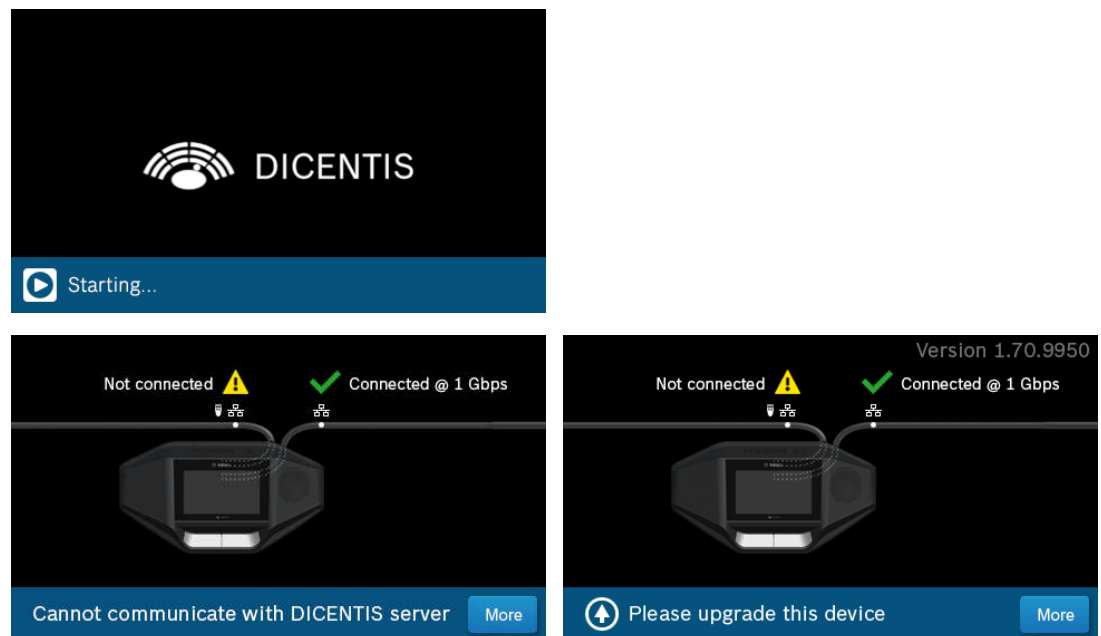 DICENTIS
Starting...
Not connected
Connected @ 1 Gbps
Cannot communicate with DICENTIS server
More
Version 1.70.9950
Not connected
Connected @ 1 Gbps
Please upgrade this device
More